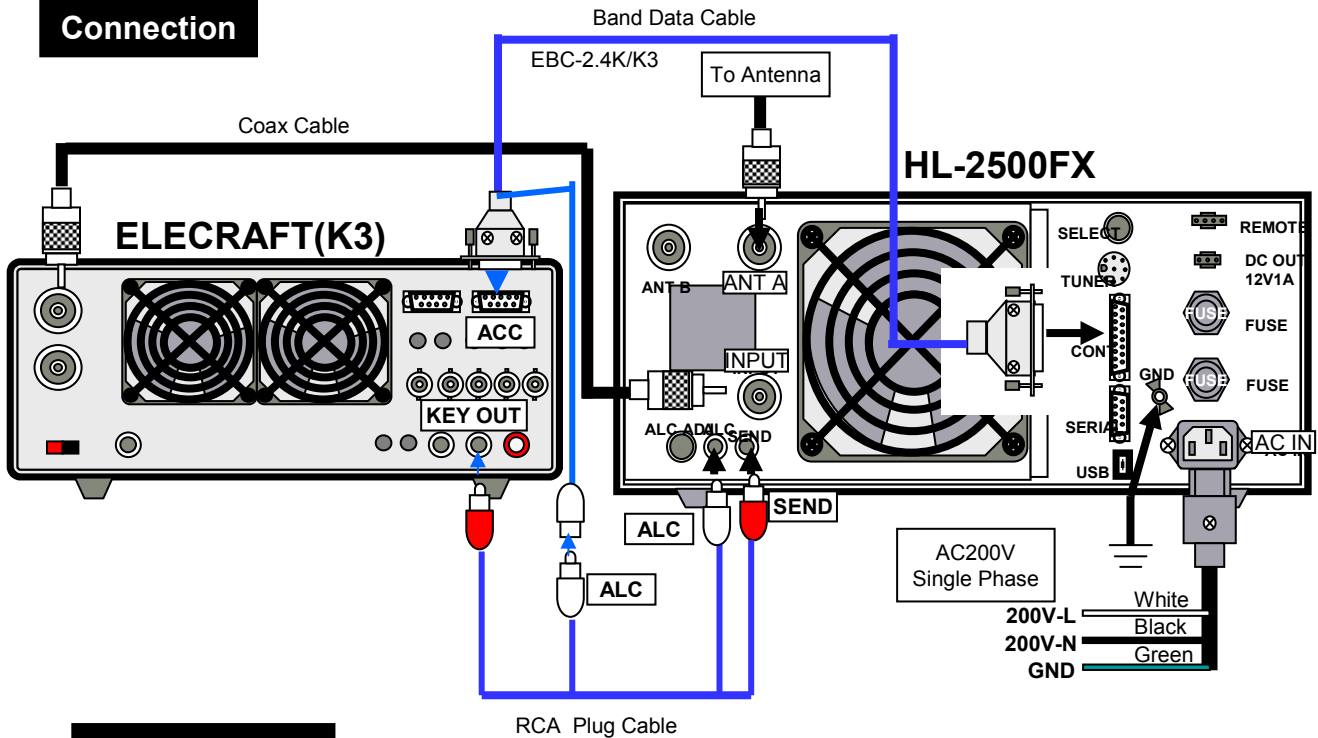 Connection
Band Data Cable
EBC-2.4K/K3
To Antenna
Coax Cable
HL-2500FX
ELECRAFT(K3)
SELECT
REMOTE
ANT B
ANT A
TUNER
DC OUT
12V1A
ACC
FUSE
FUSE
INPUT
CONT
GND
FUSE
FUSE
KEY OUT
ALC ADJ
ALC
SEND
SERIAL
AC IN
USB
ALC
SEND
AC200V
Single Phase
ALC
White
200V-L
Black
200V-N
Green
GND
RCA Plug Cable